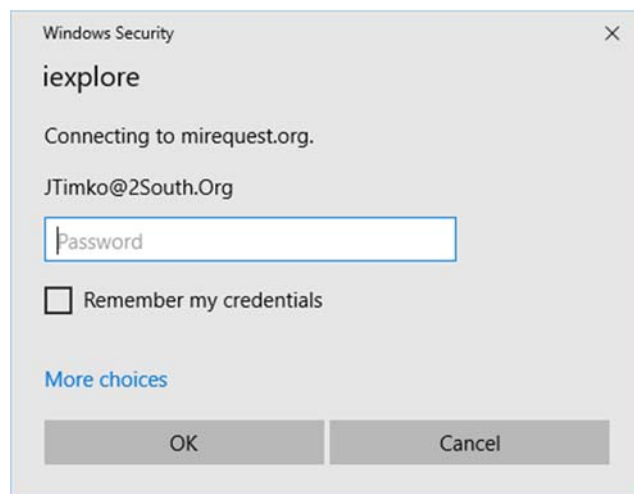 Windows Security
iexplore
Connecting to mirequest.org.
JTimko@2South.Org
Password
Remember my credentials
More choices
OK Cancel